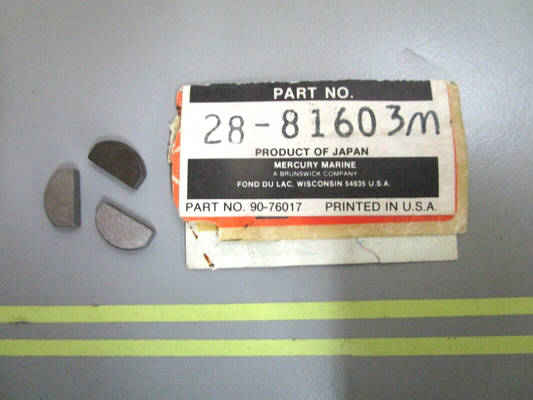 PART NO.
28-81603M
PRODUCT OF JAPAN
MERCURY MARINE
A BRUNSWICK COMPANY
FOND DU LAC, WISCONSIN 54935 U.S.A.
PART NO. 90-76017 PRINTED IN U.S.A.